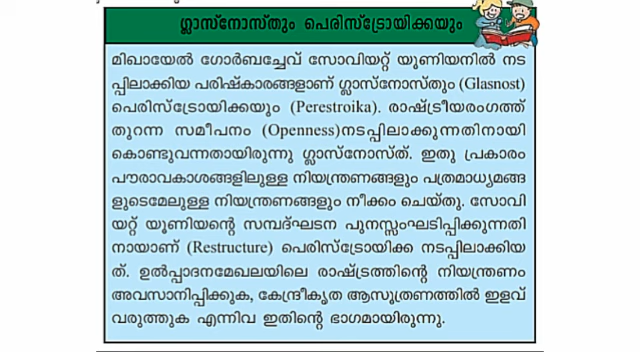 ഗ്ലാസ്നോസ്തും പെരിസ്ട്രോയിക്കയും
മിഖായേൽ ഗോർബച്ചേവ് സോവിയറ്റ് യൂണിയനിൽ നട
പ്പിലാക്കിയ പരിഷ്കാരങ്ങളാണ് ഗ്ലാസ്നോസ്തും (Glasnost)
പെരിസ്ട്രോയിക്കയും (Perestroika). രാഷ്ട്രീയരംഗത്ത്
തുറന്ന സമീപനം (Openness)നടപ്പിലാക്കുന്നതിനായി
കൊണ്ടുവന്നതായിരുന്നു ഗ്ലാസ്നോസ്ത്. ഇതു പ്രകാരം
പൗരാവകാശങ്ങളിലുള്ള നിയന്ത്രണങ്ങളും പത്രമാധ്യമങ്ങ
ളുടെമേലുള്ള നിയന്ത്രണങ്ങളും നീക്കം ചെയ്തു. സോവി
യറ്റ് യൂണിയന്റെ സമ്പദ്ഘടന പുനസ്സംഘടിപ്പിക്കുന്നതി
നായാണ് (Restructure) പെരിസ്ട്രോയിക്ക നടപ്പിലാക്കിയ
ത്. ഉൽപ്പാദനമേഖലയിലെ രാഷ്ട്രത്തിന്റെ നിയന്ത്രണം
അവസാനിപ്പിക്കുക, കേന്ദ്രീകൃത ആസൂത്രണത്തിൽ ഇളവ്
വരുത്തുക എന്നിവ ഇതിന്റെ ഭാഗമായിരുന്നു.